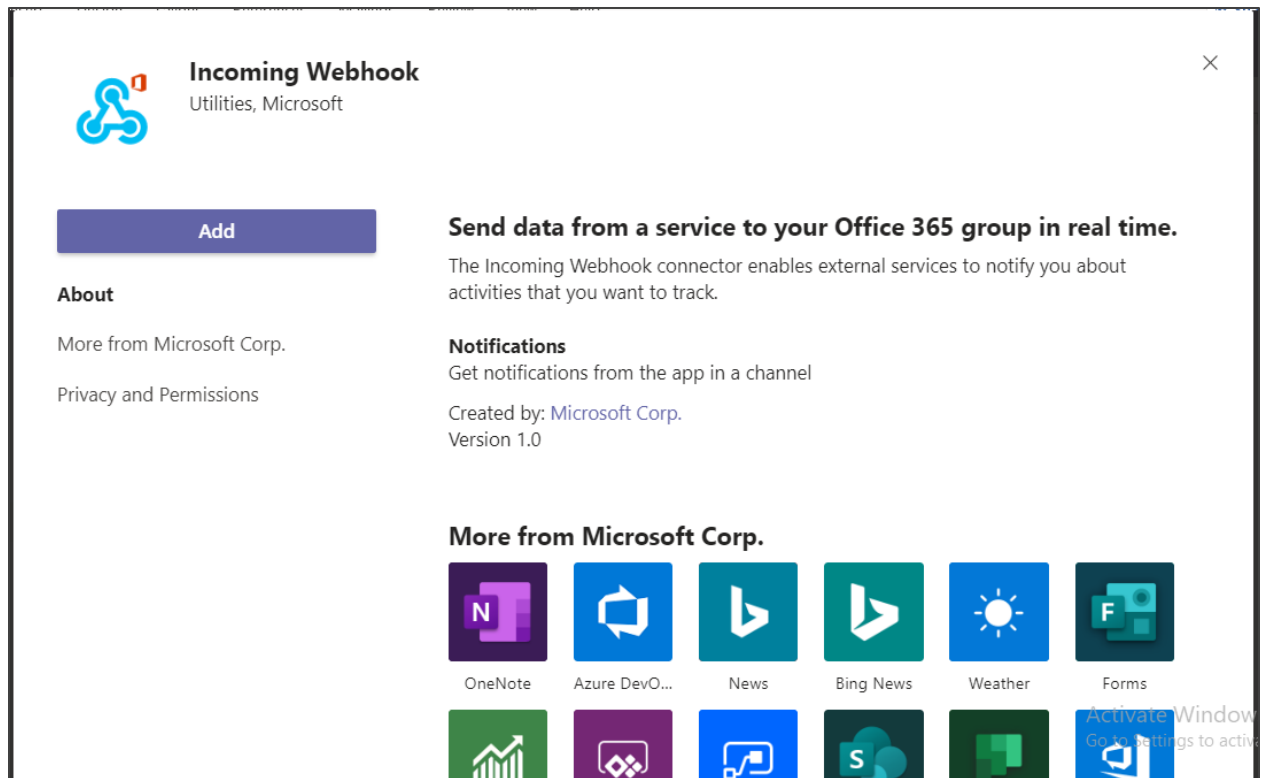 Incoming Webhook
Utilities, Microsoft
Add
About
More from Microsoft Corp.
Privacy and Permissions
Send data from a service to your Office 365 group in real time.
The Incoming Webhook connector enables external services to notify you about
activities that you want to track.
Notifications
Get notifications from the app in a channel
Created by: Microsoft Corp.
Version 1.0
More from Microsoft Corp.
N
F
OneNote
Azure DevO...
News
Bing News
Weather
Forms
S
Activate Window
Go to Settings to activa